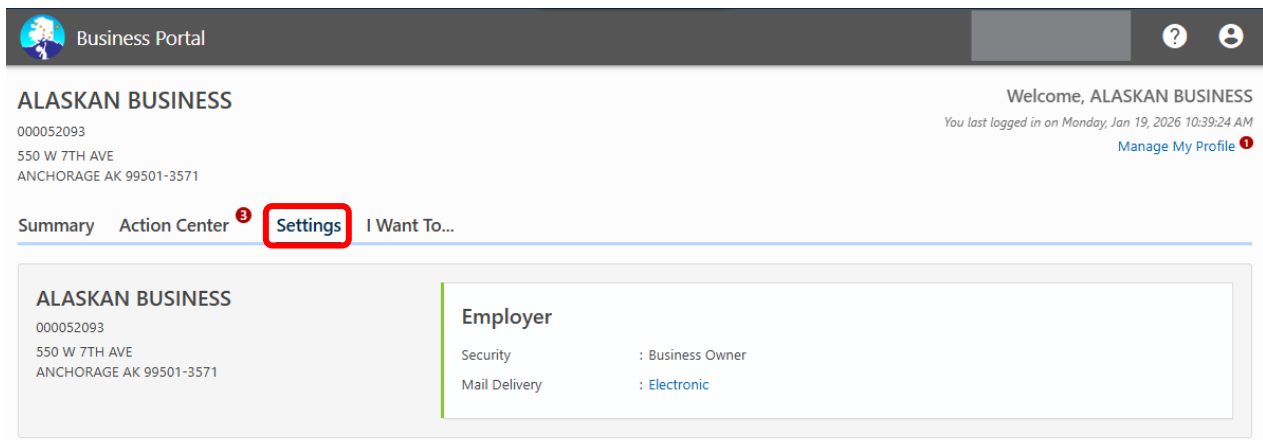 Business Portal
?
ALASKAN BUSINESS
000052093
550 W 7TH AVE
ANCHORAGE AK 99501-3571
Welcome, ALASKAN BUSINESS
You last logged in on Monday, Jan 19, 2026 10:39:24 AM
Manage My Profile 1
Summary Action Center 3 Settings I Want To...
ALASKAN BUSINESS
000052093
550 W 7TH AVE
ANCHORAGE AK 99501-3571
Employer
Security : Business Owner
Mail Delivery : Electronic